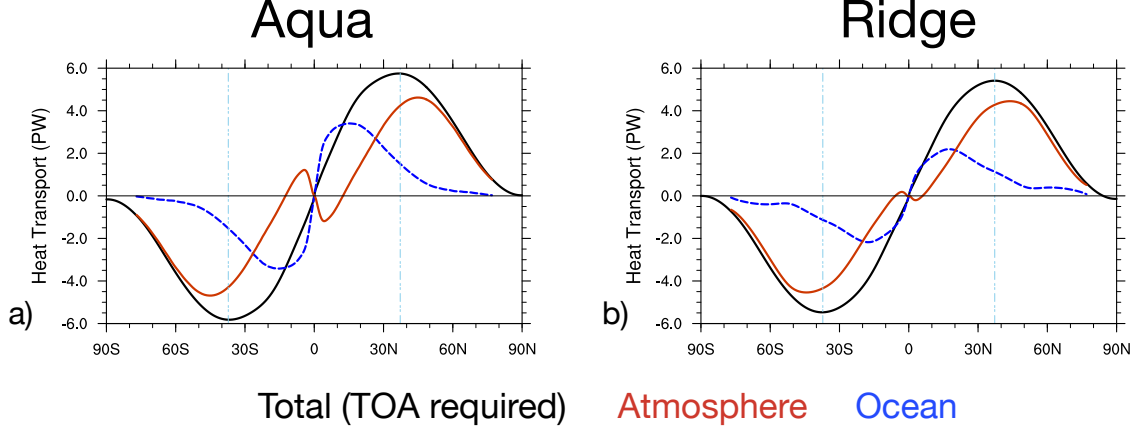 Aqua
Ridge
Heat Transport (PW)
6.0
4.0
2.0
0.0
-2.0
-4.0
-6.0
90S 60S 30S 0 30N 60N 90N
a)
Heat Transport (PW)
6.0
4.0
2.0
0.0
-2.0
-4.0
-6.0
90S 60S 30S 0 30N 60N 90N
b)
Total (TOA required) Atmosphere Ocean